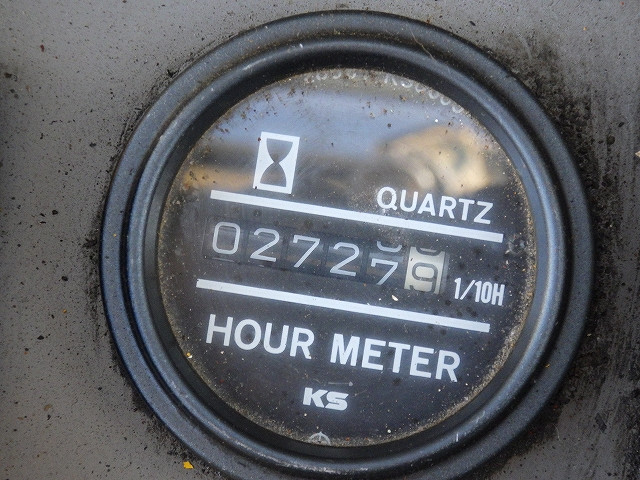 QUARTZ
027279
1/10H
HOUR METER
KS